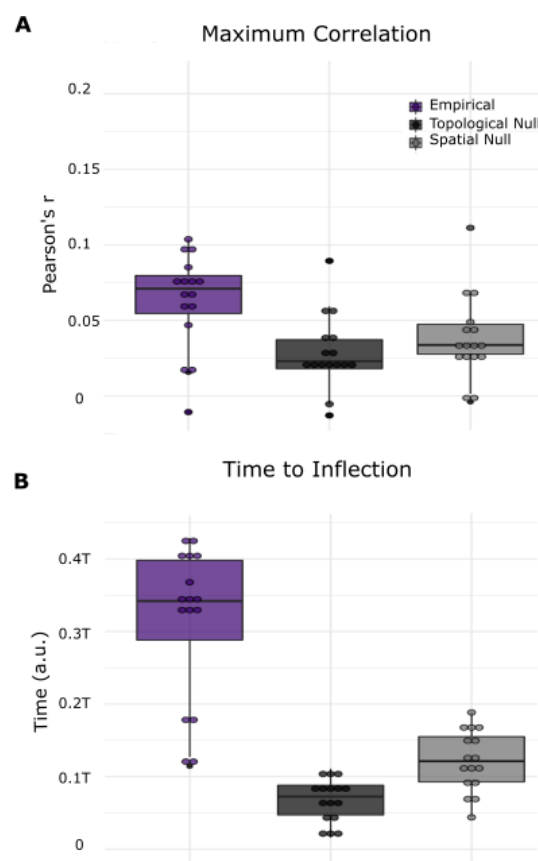 A
Maximum Correlation
Pearson's r
0.2
0.15
0.1
0.05
0
Empirical
Topological Null
Spatial Null
B
Time to Inflection
Time (a.u.)
0.4T
0.3T
0.2T
0.1T
0